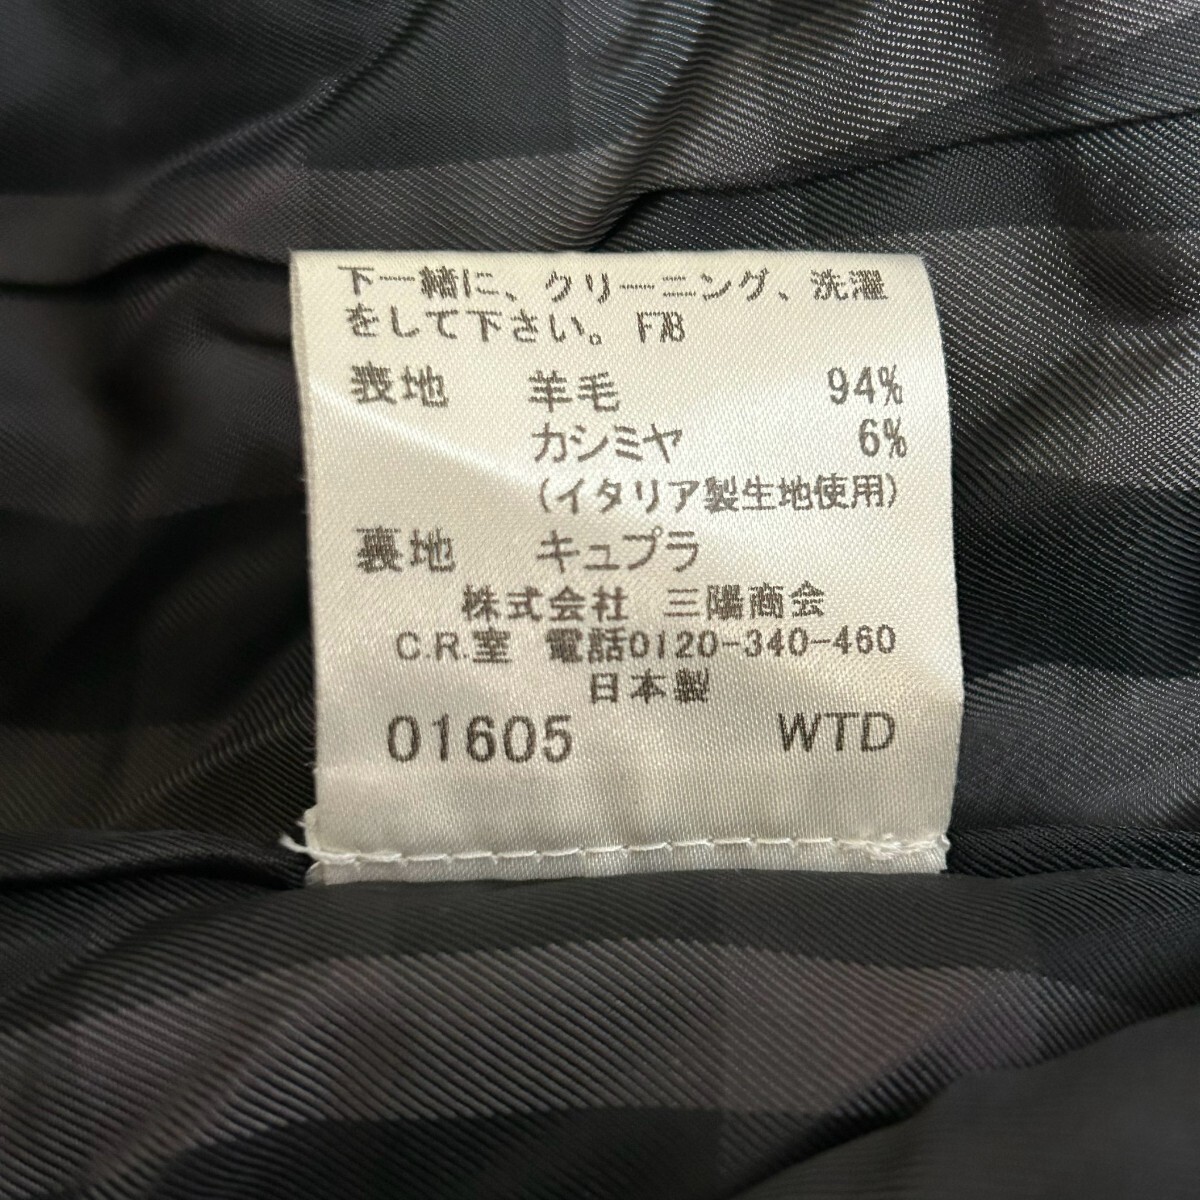 下一緒に、クリーニング、洗濯
をして下さい。F7B
表地 羊毛 94%
カシミヤ 6%
(イタリア製生地使用)
裏地 キュプラ
株式会社 三陽商会
C.R.室 電話0120-340-460
日本製
01605 WTD